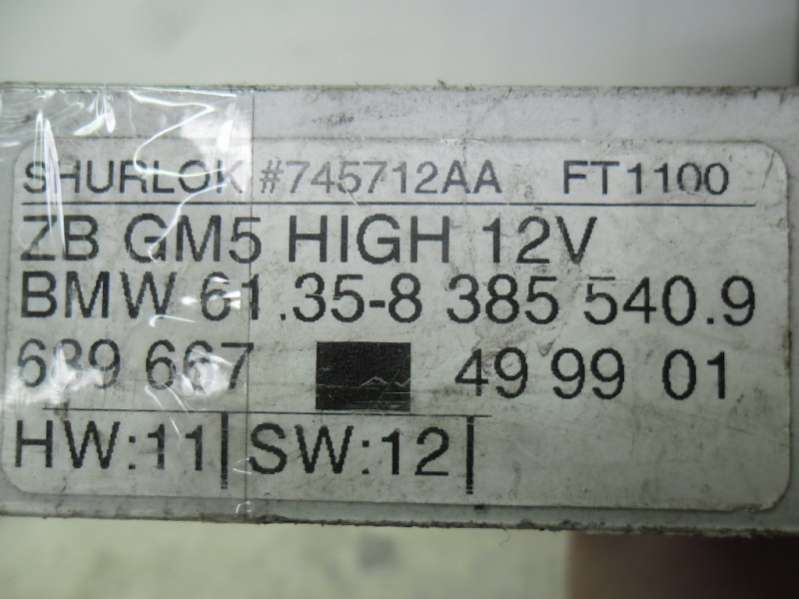 SHURLOK #745712AA FT1100
ZB GM5 HIGH 12V
BMW 61.35-8 385 540.9
689 667 49 99 01
HW:11 SW:12